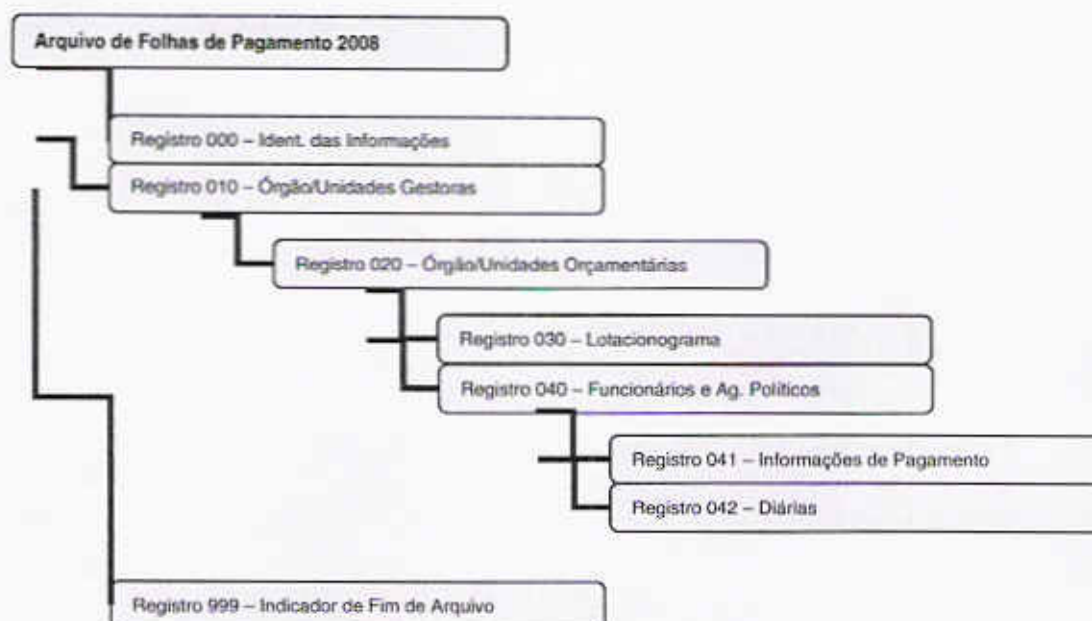 Arquivo de Folhas de Pagamento 2008
Registro 000 – Ident. das Informações
Registro 010 – Órgão/Unidades Gestoras
Registro 020 – Órgão/Unidades Orçamentárias
Registro 030 – Lotacionograma
Registro 040 – Funcionários e Ag. Políticos
Registro 041 – Informações de Pagamento
Registro 042 – Diárias
Registro 999 – Indicador de Fim de Arquivo